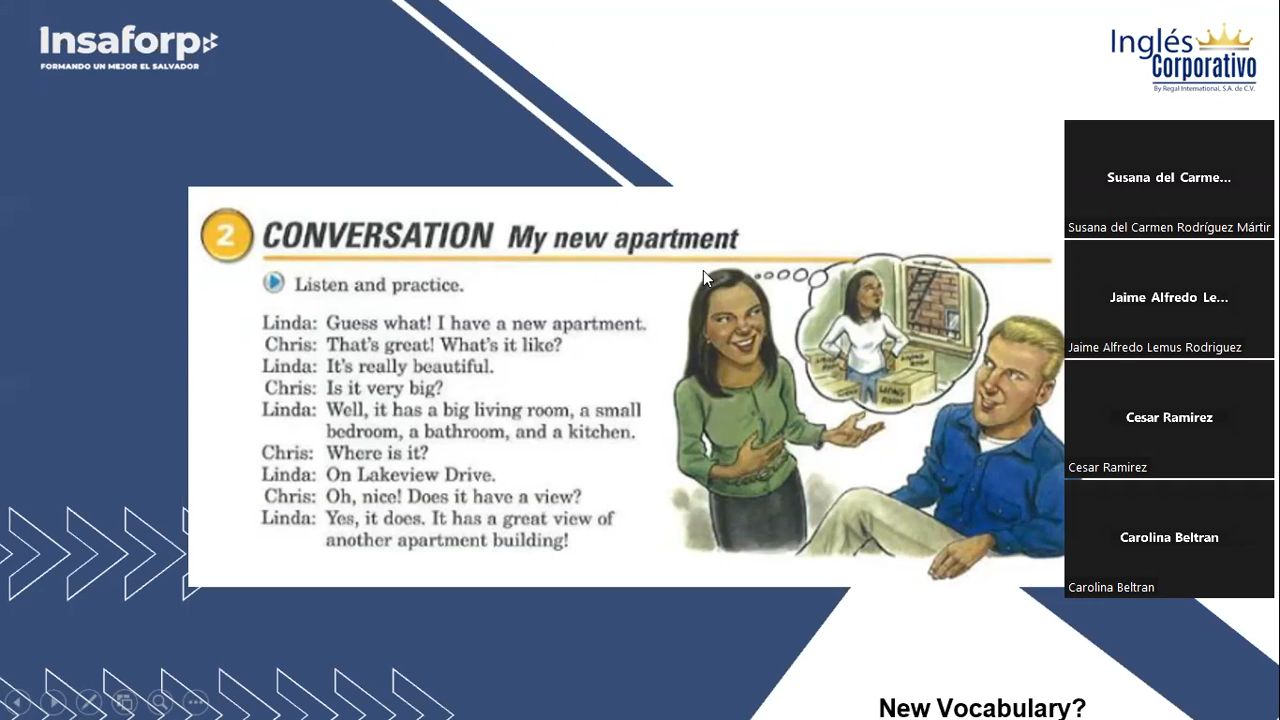 Insaforp
FORMANDO UN MEJOR EL SALVADOR
Inglés
Corporativo
By Regal International, S.A. de C.V.
2 CONVERSATION My new apartment
Listen and practice.
Linda: Guess what! I have a new apartment.
Chris: That's great! What's it like?
Linda: It's really beautiful.
Chris: Is it very big?
Linda: Well, it has a big living room, a small
bedroom, a bathroom, and a kitchen.
Chris: Where is it?
Linda: On Lakeview Drive.
Chris: Oh, nice! Does it have a view?
Linda: Yes, it does. It has a great view of
another apartment building!
LIVING
ROOM
Susana del Carme...
Susana del Carmen Rodríguez Mártir
Jaime Alfredo Le...
Jaime Alfredo Lemus Rodriguez
Cesar Ramirez
Cesar Ramirez
Carolina Beltran
Carolina Beltran
New Vocabulary?